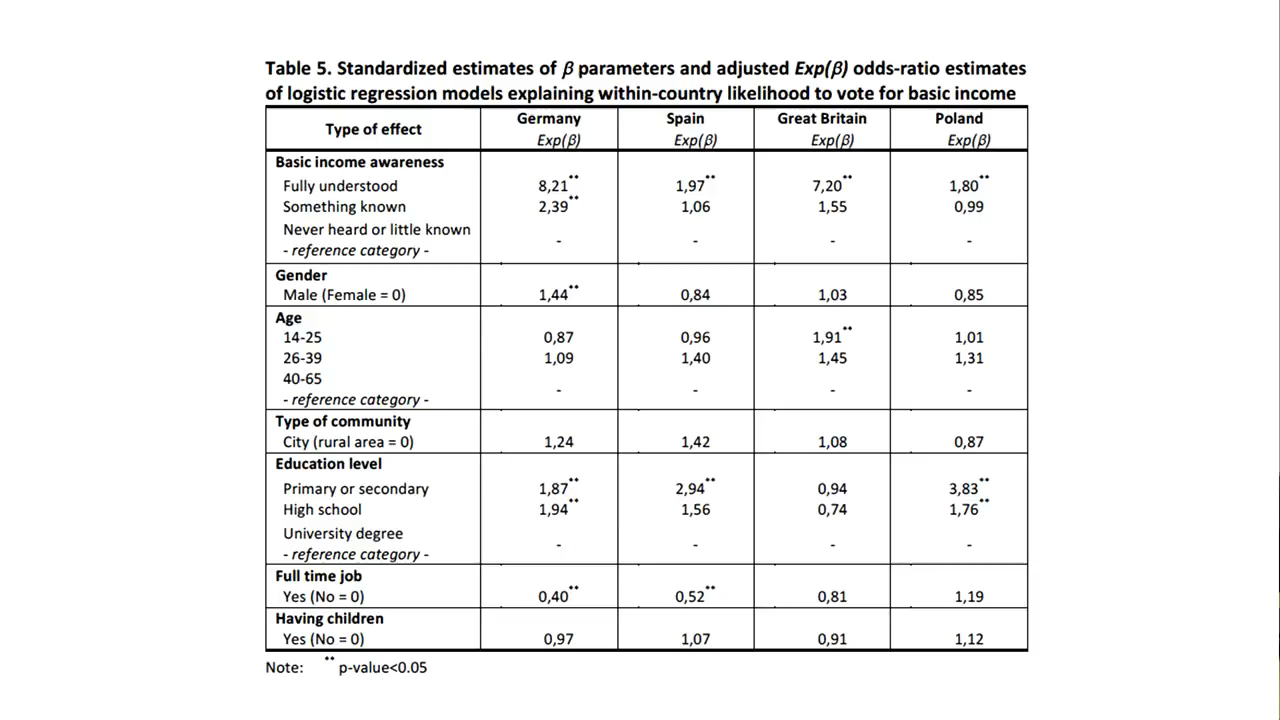 Table 5. Standardized estimates of β parameters and adjusted Exp(β) odds-ratio estimates
of logistic regression models explaining within-country likelihood to vote for basic income
Type of effect Germany Spain Great Britain Poland
Exp(β) Exp(β) Exp(β) Exp(β)
Basic income awareness
Fully understood 8,21** 1,97** 7,20** 1,80**
Something known 2,39** 1,06 1,55 0,99
Never heard or little known
- reference category - - - - -
Gender
Male (Female = 0) 1,44** 0,84 1,03 0,85
Age
14-25 0,87 0,96 1,91** 1,01
26-39 1,09 1,40 1,45 1,31
40-65
- reference category - - - - -
Type of community
City (rural area = 0) 1,24 1,42 1,08 0,87
Education level
Primary or secondary 1,87** 2,94** 0,94 3,83**
High school 1,94** 1,56 0,74 1,76**
University degree
- reference category - - - - -
Full time job
Yes (No = 0) 0,40** 0,52** 0,81 1,19
Having children
Yes (No = 0) 0,97 1,07 0,91 1,12
Note: ** p-value<0.05